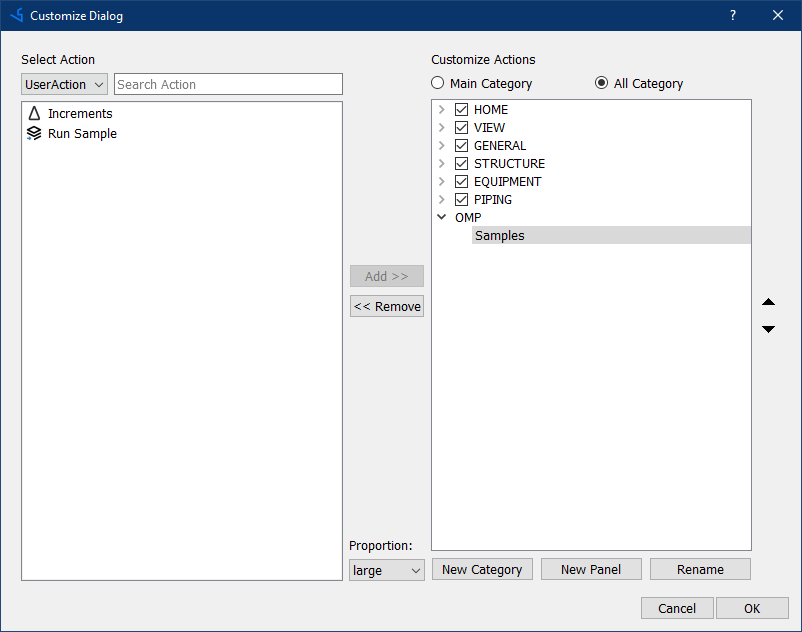 Customize Dialog
?
Select Action
UserAction
Search Action
Increments
Run Sample
Add >>
<< Remove
Proportion:
large
Customize Actions
Main Category
All Category
HOME
VIEW
GENERAL
STRUCTURE
EQUIPMENT
PIPING
OMP
Samples
New Category
New Panel
Rename
Cancel
OK